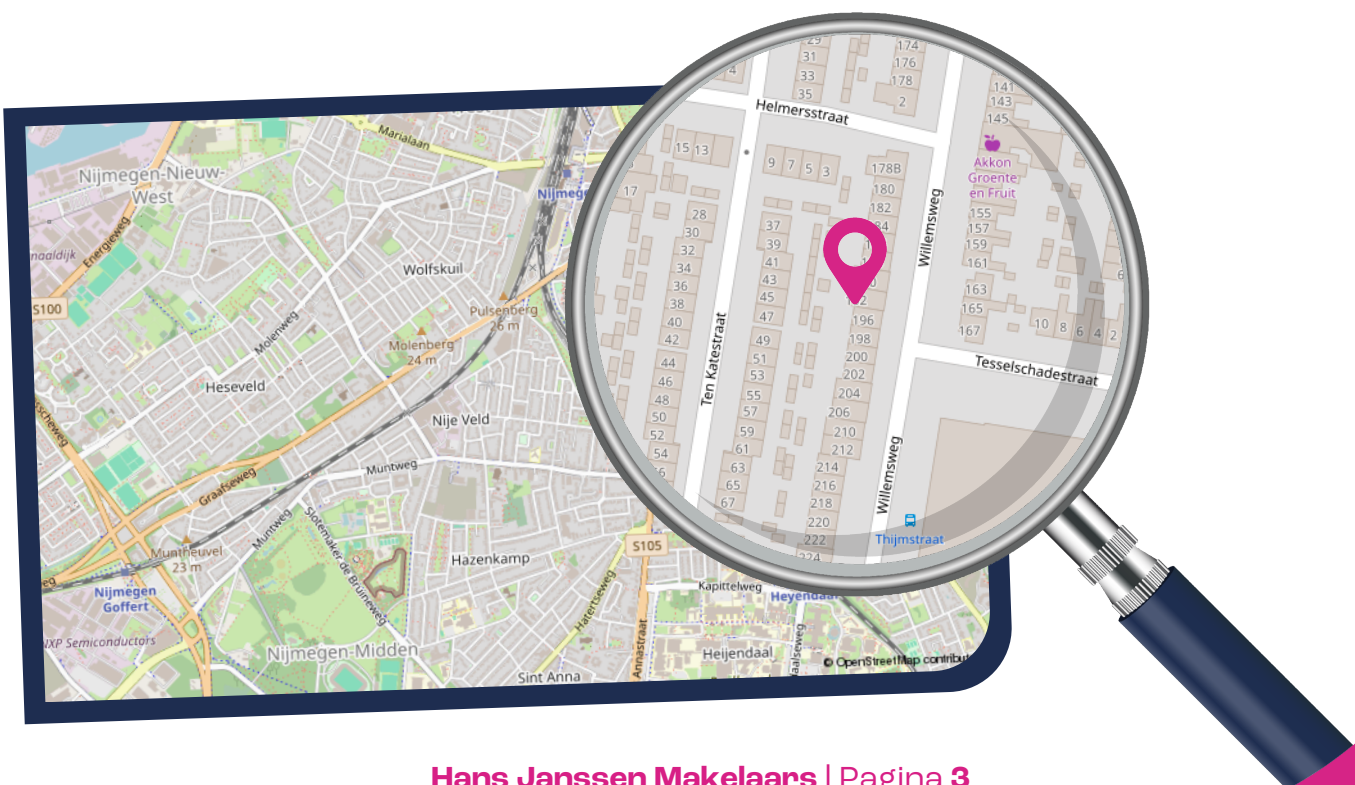 Marialaan
Nijmegen-Nieuw-
West
Energieweg
S100
Wolfskuil
Pulsenberg
26 m
Molenberg
24 m
Molenweg
Heseveld
Nije Veld
Graafseweg
Muntweg
Muntweg
Muntheuvel
23 m
Slotemaker de Bruïneweg
Hazenkamp
S105
Nijmegen
Goffert
NXP Semiconductors
Nijmegen-Midden
Hatertseweg
Kapittelweg
Heijendaal
Annastraat
Sint Anna
© OpenStreetMap
29
31
33
35
174
176
178
2
4
Helmersstraat
141
143
145
Akkon
Groente
en Fruit
15 13
9 7 5 3
17
178B
180
182
28
30
32
34
36
38
40
42
44
46
48
50
52
54
37
39
41
43
45
47
49
51
53
55
57
59
61
63
65
67
196
198
200
202
204
206
210
212
214
216
218
220
222
224
155
157
159
161
163
165
167
10 8 6 4 2
6
Ten Katestraat
Willemsweg
Willemsweg
Tesselschadestraat
Thijmstraat
Hans Janssen Makelaars | Pagina 3